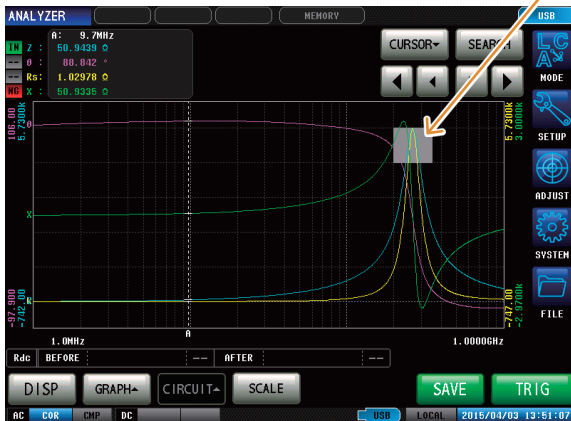 ANALYZER MEMORY USB
A: 9.7MHz
IN Z : 50.9439 Ω
-- θ : 88.842 °
-- Rs: 1.02978 Ω
NG X : 50.9335 Ω
CURSOR SEARCH
MODE
SETUP
ADJUST
SYSTEM
FILE
106.00
5.7300k
θ
X
5.7300k
3.0000k
-97.900
-742.00
-747.00
-2.9700k
A
1.0MHz 1.0000GHz
Rdc BEFORE -- AFTER --
DISP GRAPH CIRCUIT SCALE SAVE TRIG
AC COR CMP DC USB LOCAL 2015/04/03 13:51:07